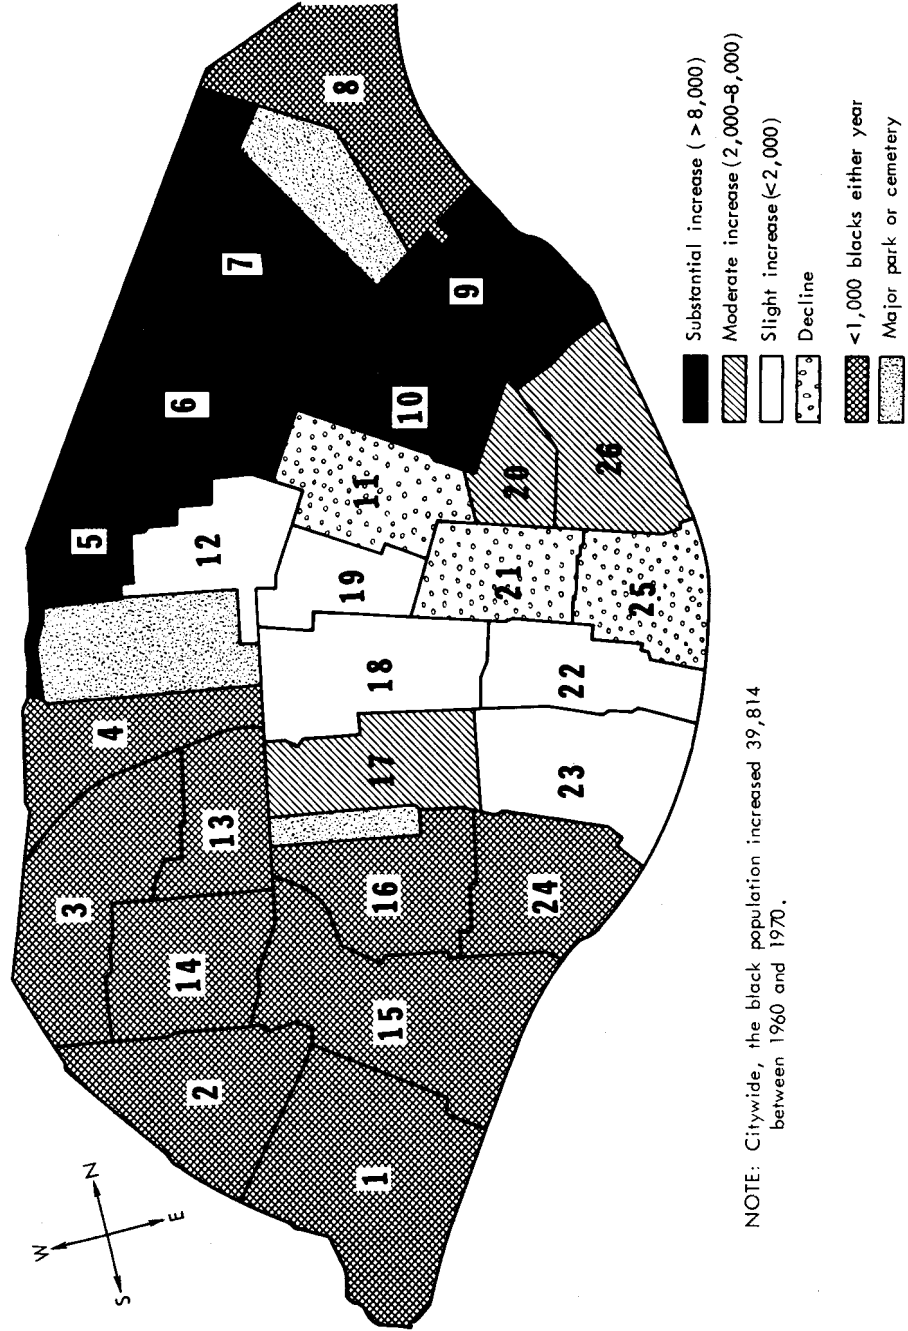 W
N
S
E
1
2
3
4
5
6
7
8
9
10
11
12
13
14
15
16
17
18
19
20
21
22
23
24
25
26
Substantial increase ( > 8,000)
Moderate increase (2,000-8,000)
Slight increase (<2,000)
Decline
<1,000 blacks either year
Major park or cemetery
NOTE: Citywide, the black population increased 39,814
between 1960 and 1970.